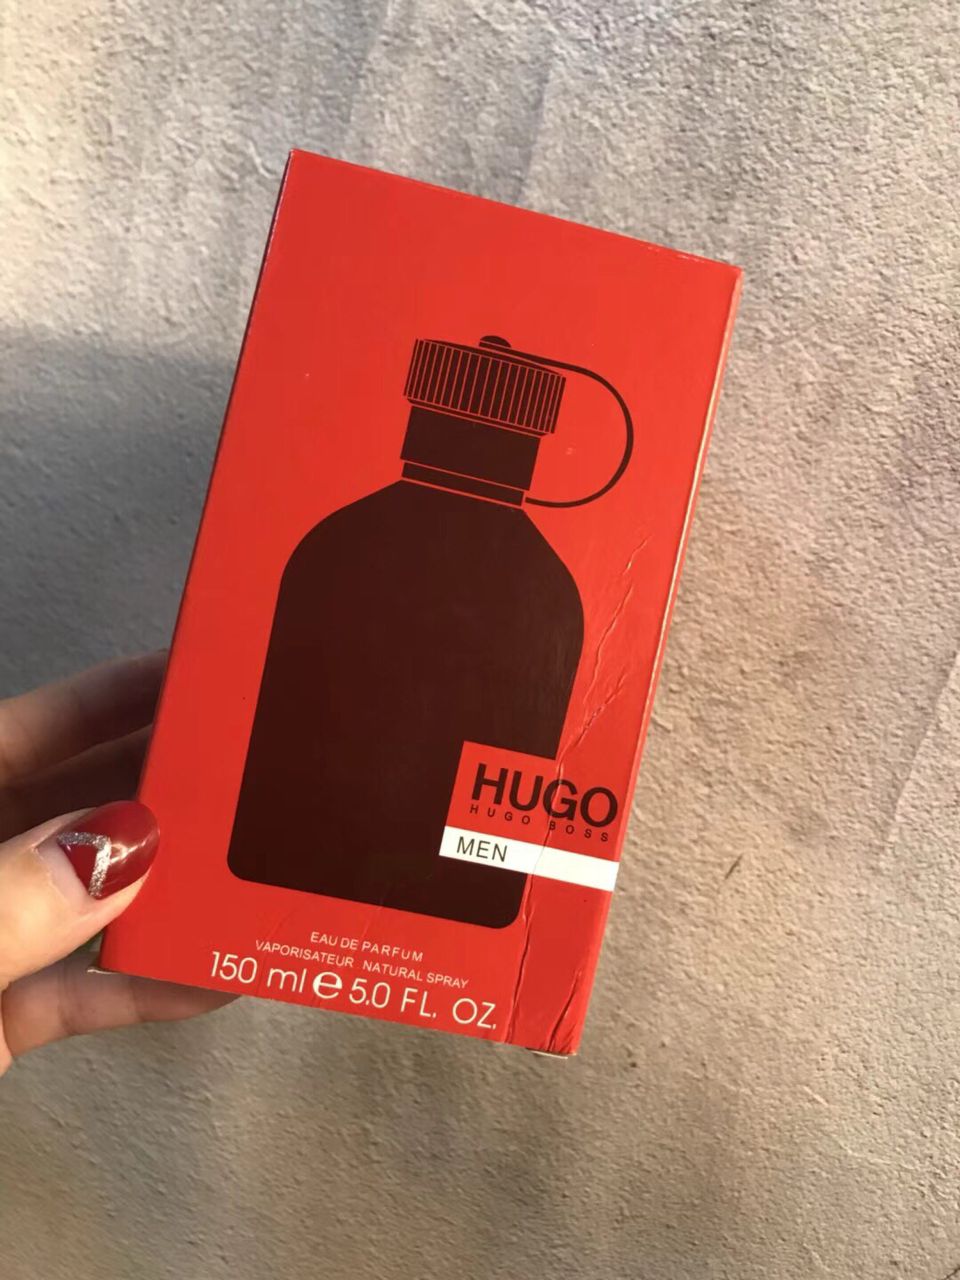 HUGO
HUGO BOSS
MEN
EAU DE PARFUM
VAPORISATEUR . NATURAL SPRAY
150 ml e 5.0 FL. OZ.